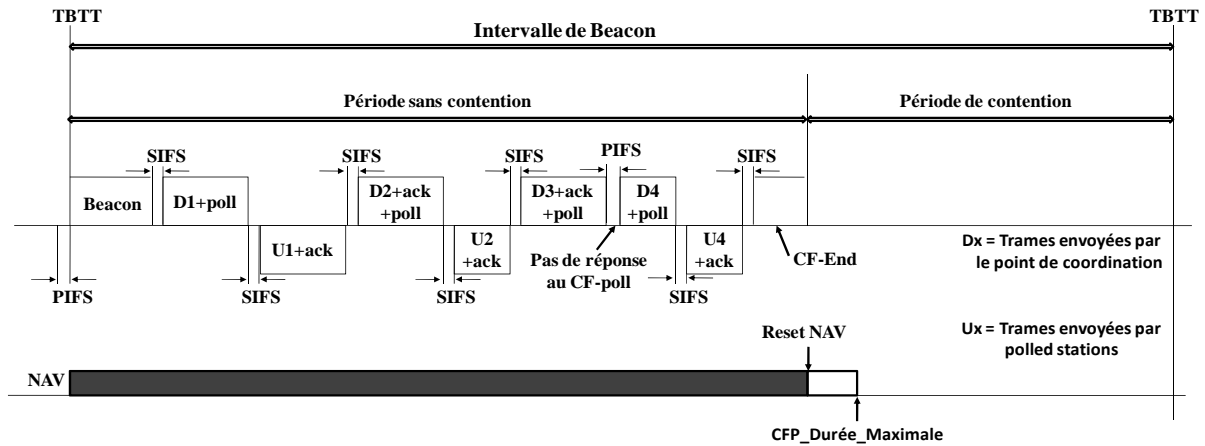 TBTT
TBTT
Intervalle de Beacon
Période sans contention
Période de contention
SIFS
SIFS
SIFS
PIFS
SIFS
Beacon
D1+poll
D2+ack
+poll
D3+ack
+poll
D4
+poll
U1+ack
U2
+ack
U4
+ack
Pas de réponse
au CF-poll
CF-End
Dx = Trames envoyées par
le point de coordination
PIFS
SIFS
SIFS
SIFS
Reset NAV
Ux = Trames envoyées par
polled stations
NAV
CFP_Durée_Maximale